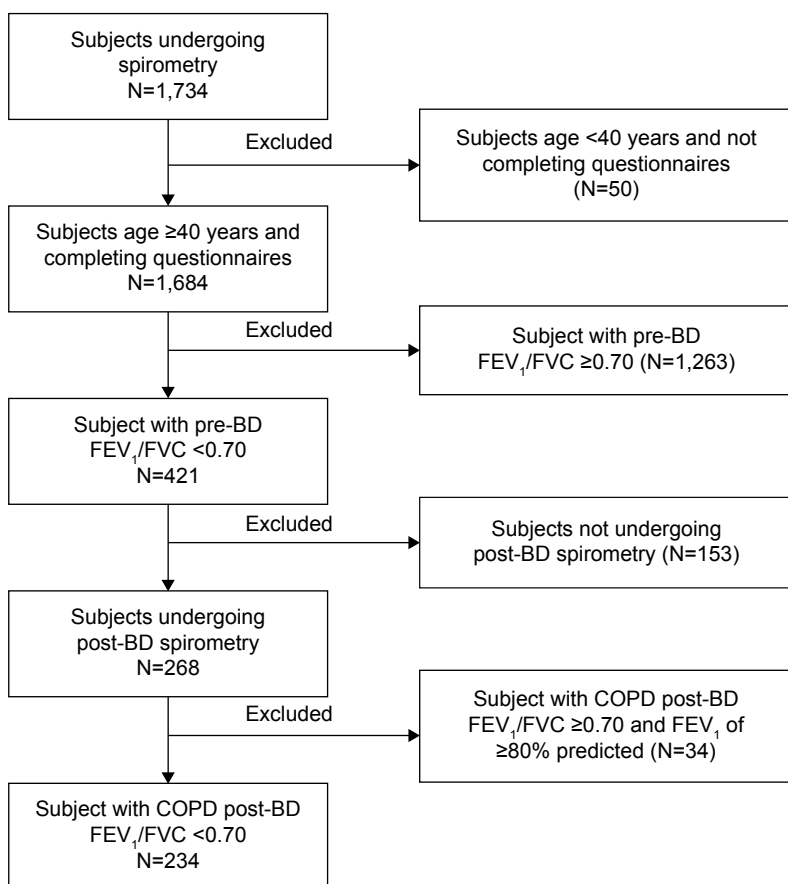 Subjects undergoing
spirometry
N=1,734
Excluded
Subjects age <40 years and not
completing questionnaires
(N=50)
Subjects age ≥40 years and
completing questionnaires
N=1,684
Excluded
Subject with pre-BD
FEV₁/FVC ≥0.70 (N=1,263)
Subject with pre-BD
FEV₁/FVC <0.70
N=421
Excluded
Subjects not undergoing
post-BD spirometry (N=153)
Subjects undergoing
post-BD spirometry
N=268
Excluded
Subject with COPD post-BD
FEV₁/FVC ≥0.70 and FEV₁ of
≥80% predicted (N=34)
Subject with COPD post-BD
FEV₁/FVC <0.70
N=234